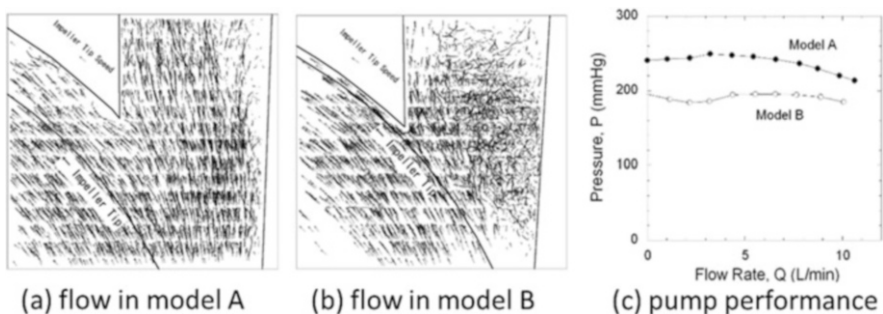 Impeller Tip Speed
Impeller Tip
Impeller Tip Speed
Impeller Tip
300
200
100
0
Pressure, P (mmHg)
Model A
Model B
0
5
10
Flow Rate, Q (L/min)
(a) flow in model A
(b) flow in model B
(c) pump performance